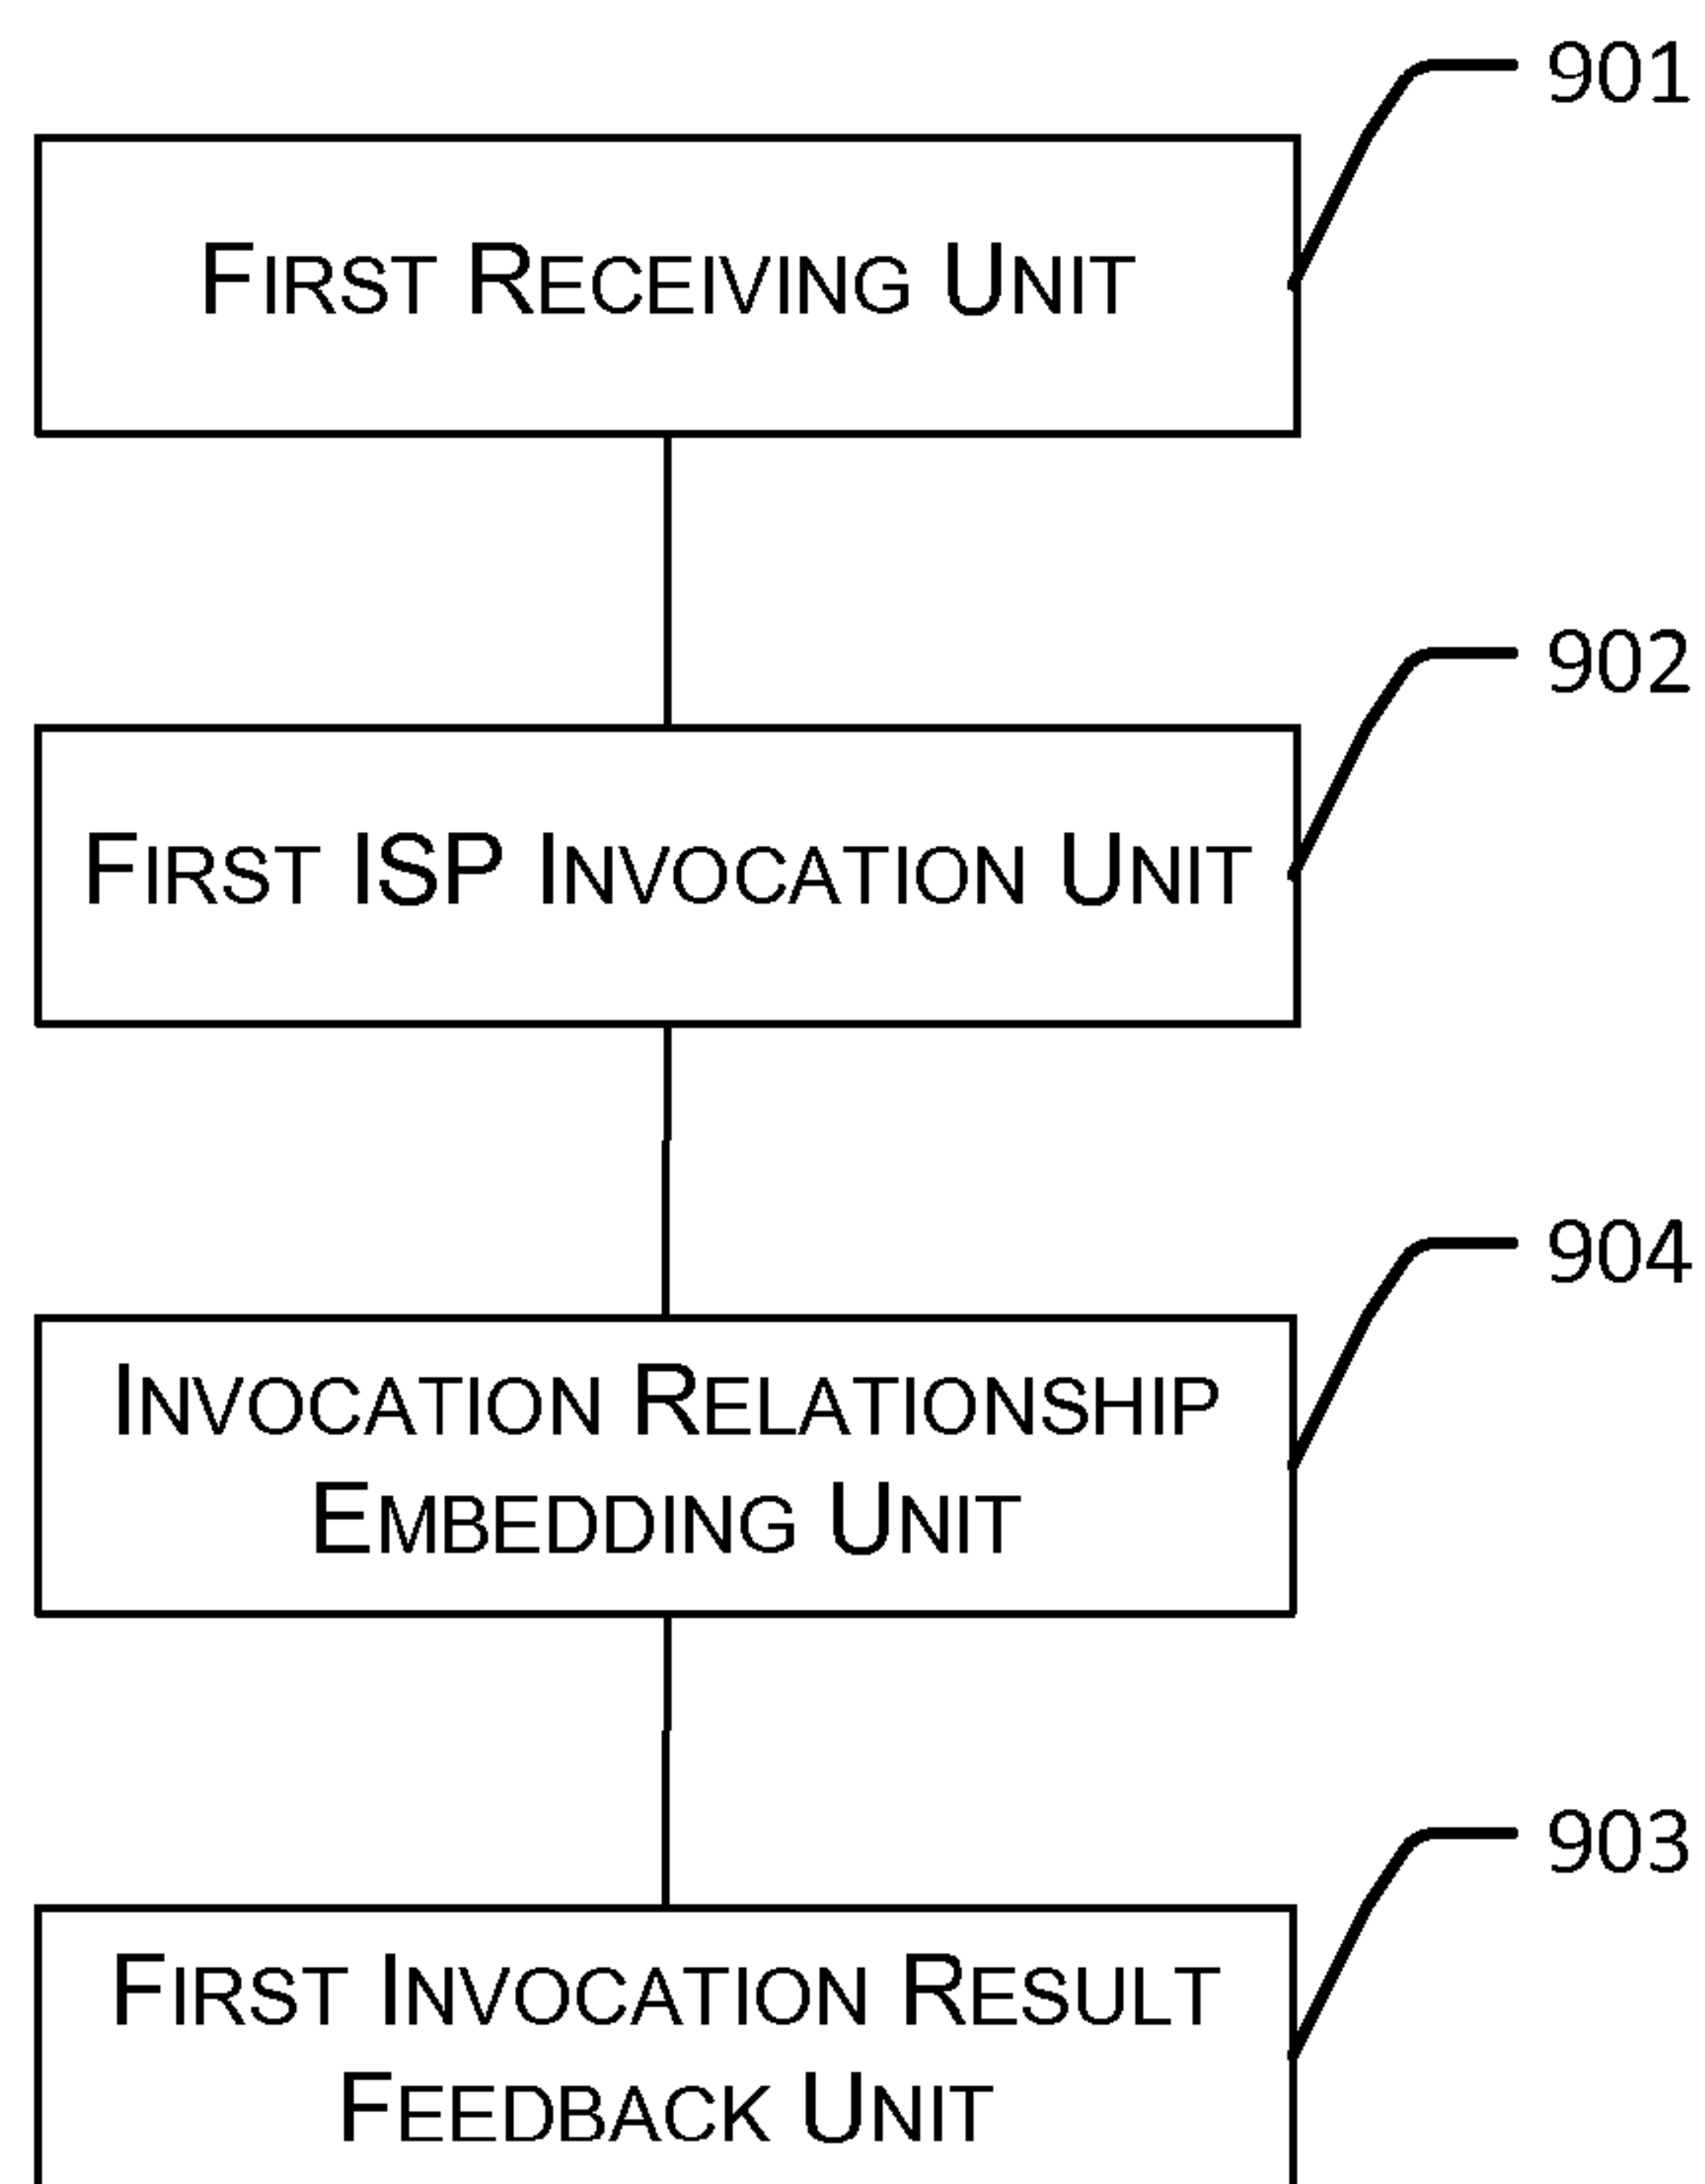 901
FIRST RECEIVING UNIT
902
FIRST ISP INVOCATION UNIT
904
INVOCATION RELATIONSHIP
EMBEDDING UNIT
903
FIRST INVOCATION RESULT
FEEDBACK UNIT